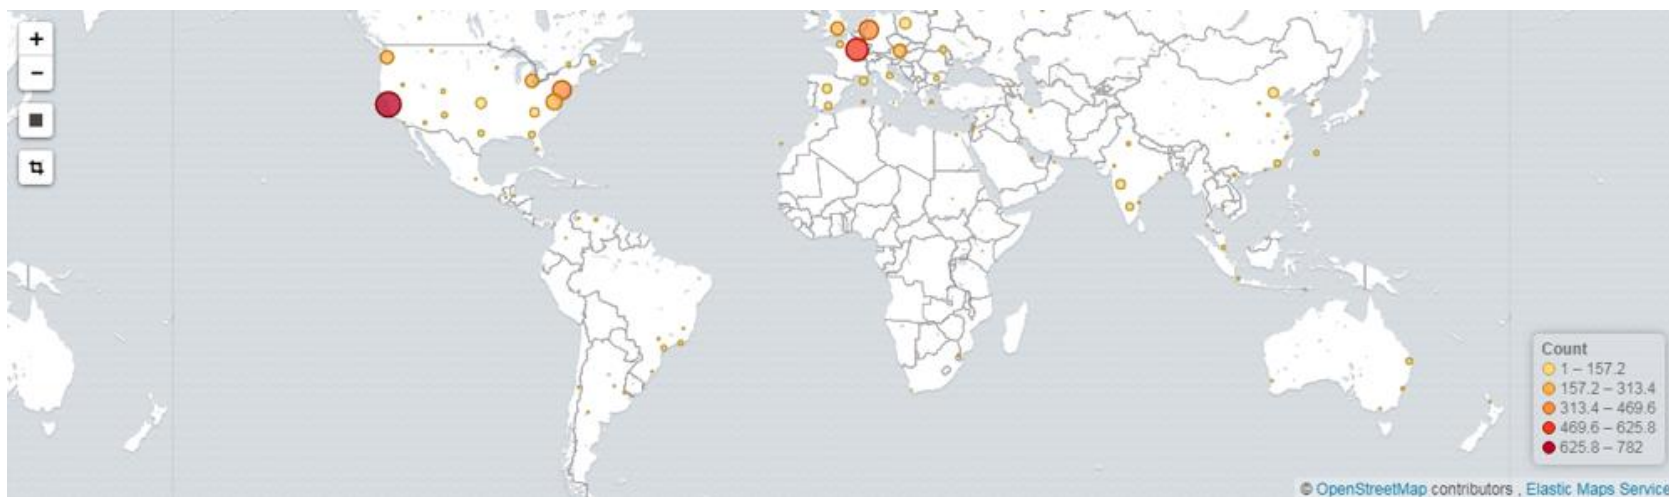 +
−
Count
1 – 157.2
157.2 – 313.4
313.4 – 469.6
469.6 – 625.8
625.8 – 782
© OpenStreetMap contributors , Elastic Maps Service